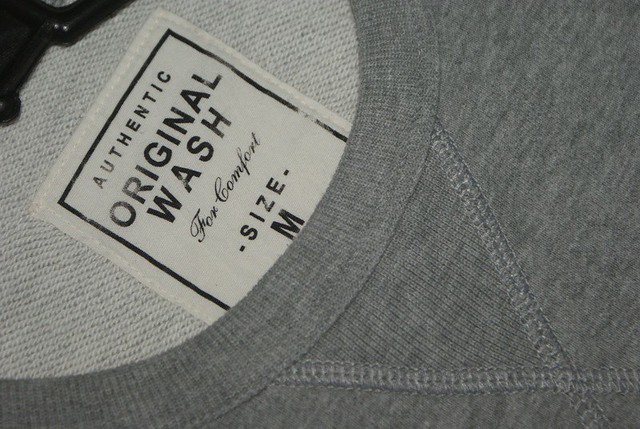 AUTHENTIC
ORIGINAL
WASH
For Comfort
-SIZE-
M